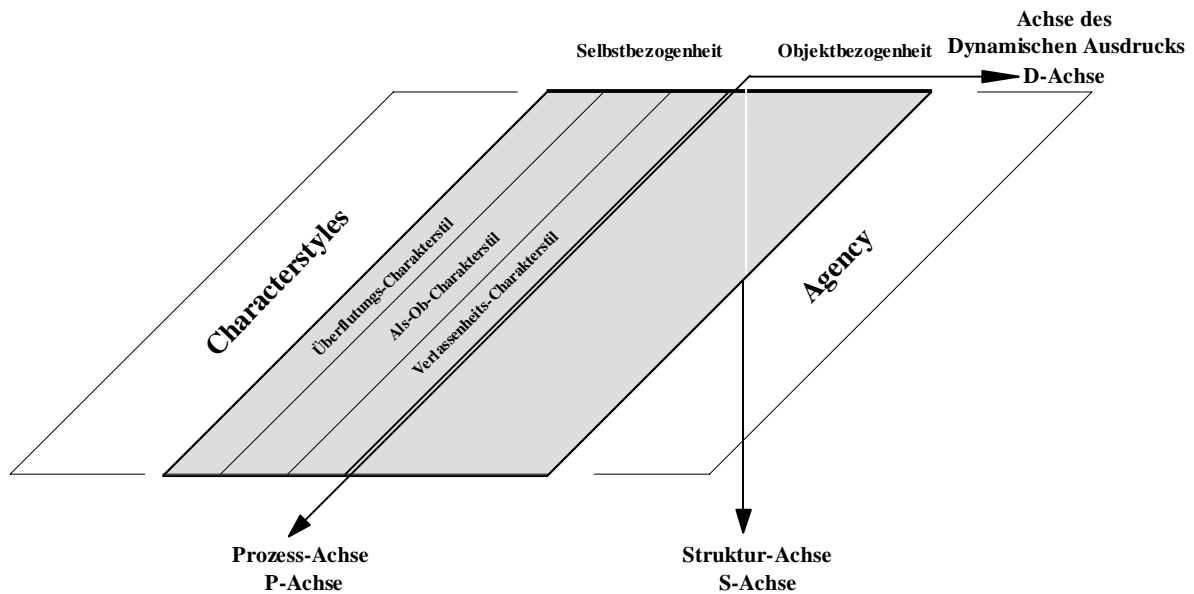 Achse des
Dynamischen Ausdrucks
D-Achse
Selbstbezogenheit
Objektbezogenheit
Characterstyles
Überflutungs-Charakterstil
Als-Ob-Charakterstil
Verlassenheits-Charakterstil
Agency
Prozess-Achse
P-Achse
Struktur-Achse
S-Achse